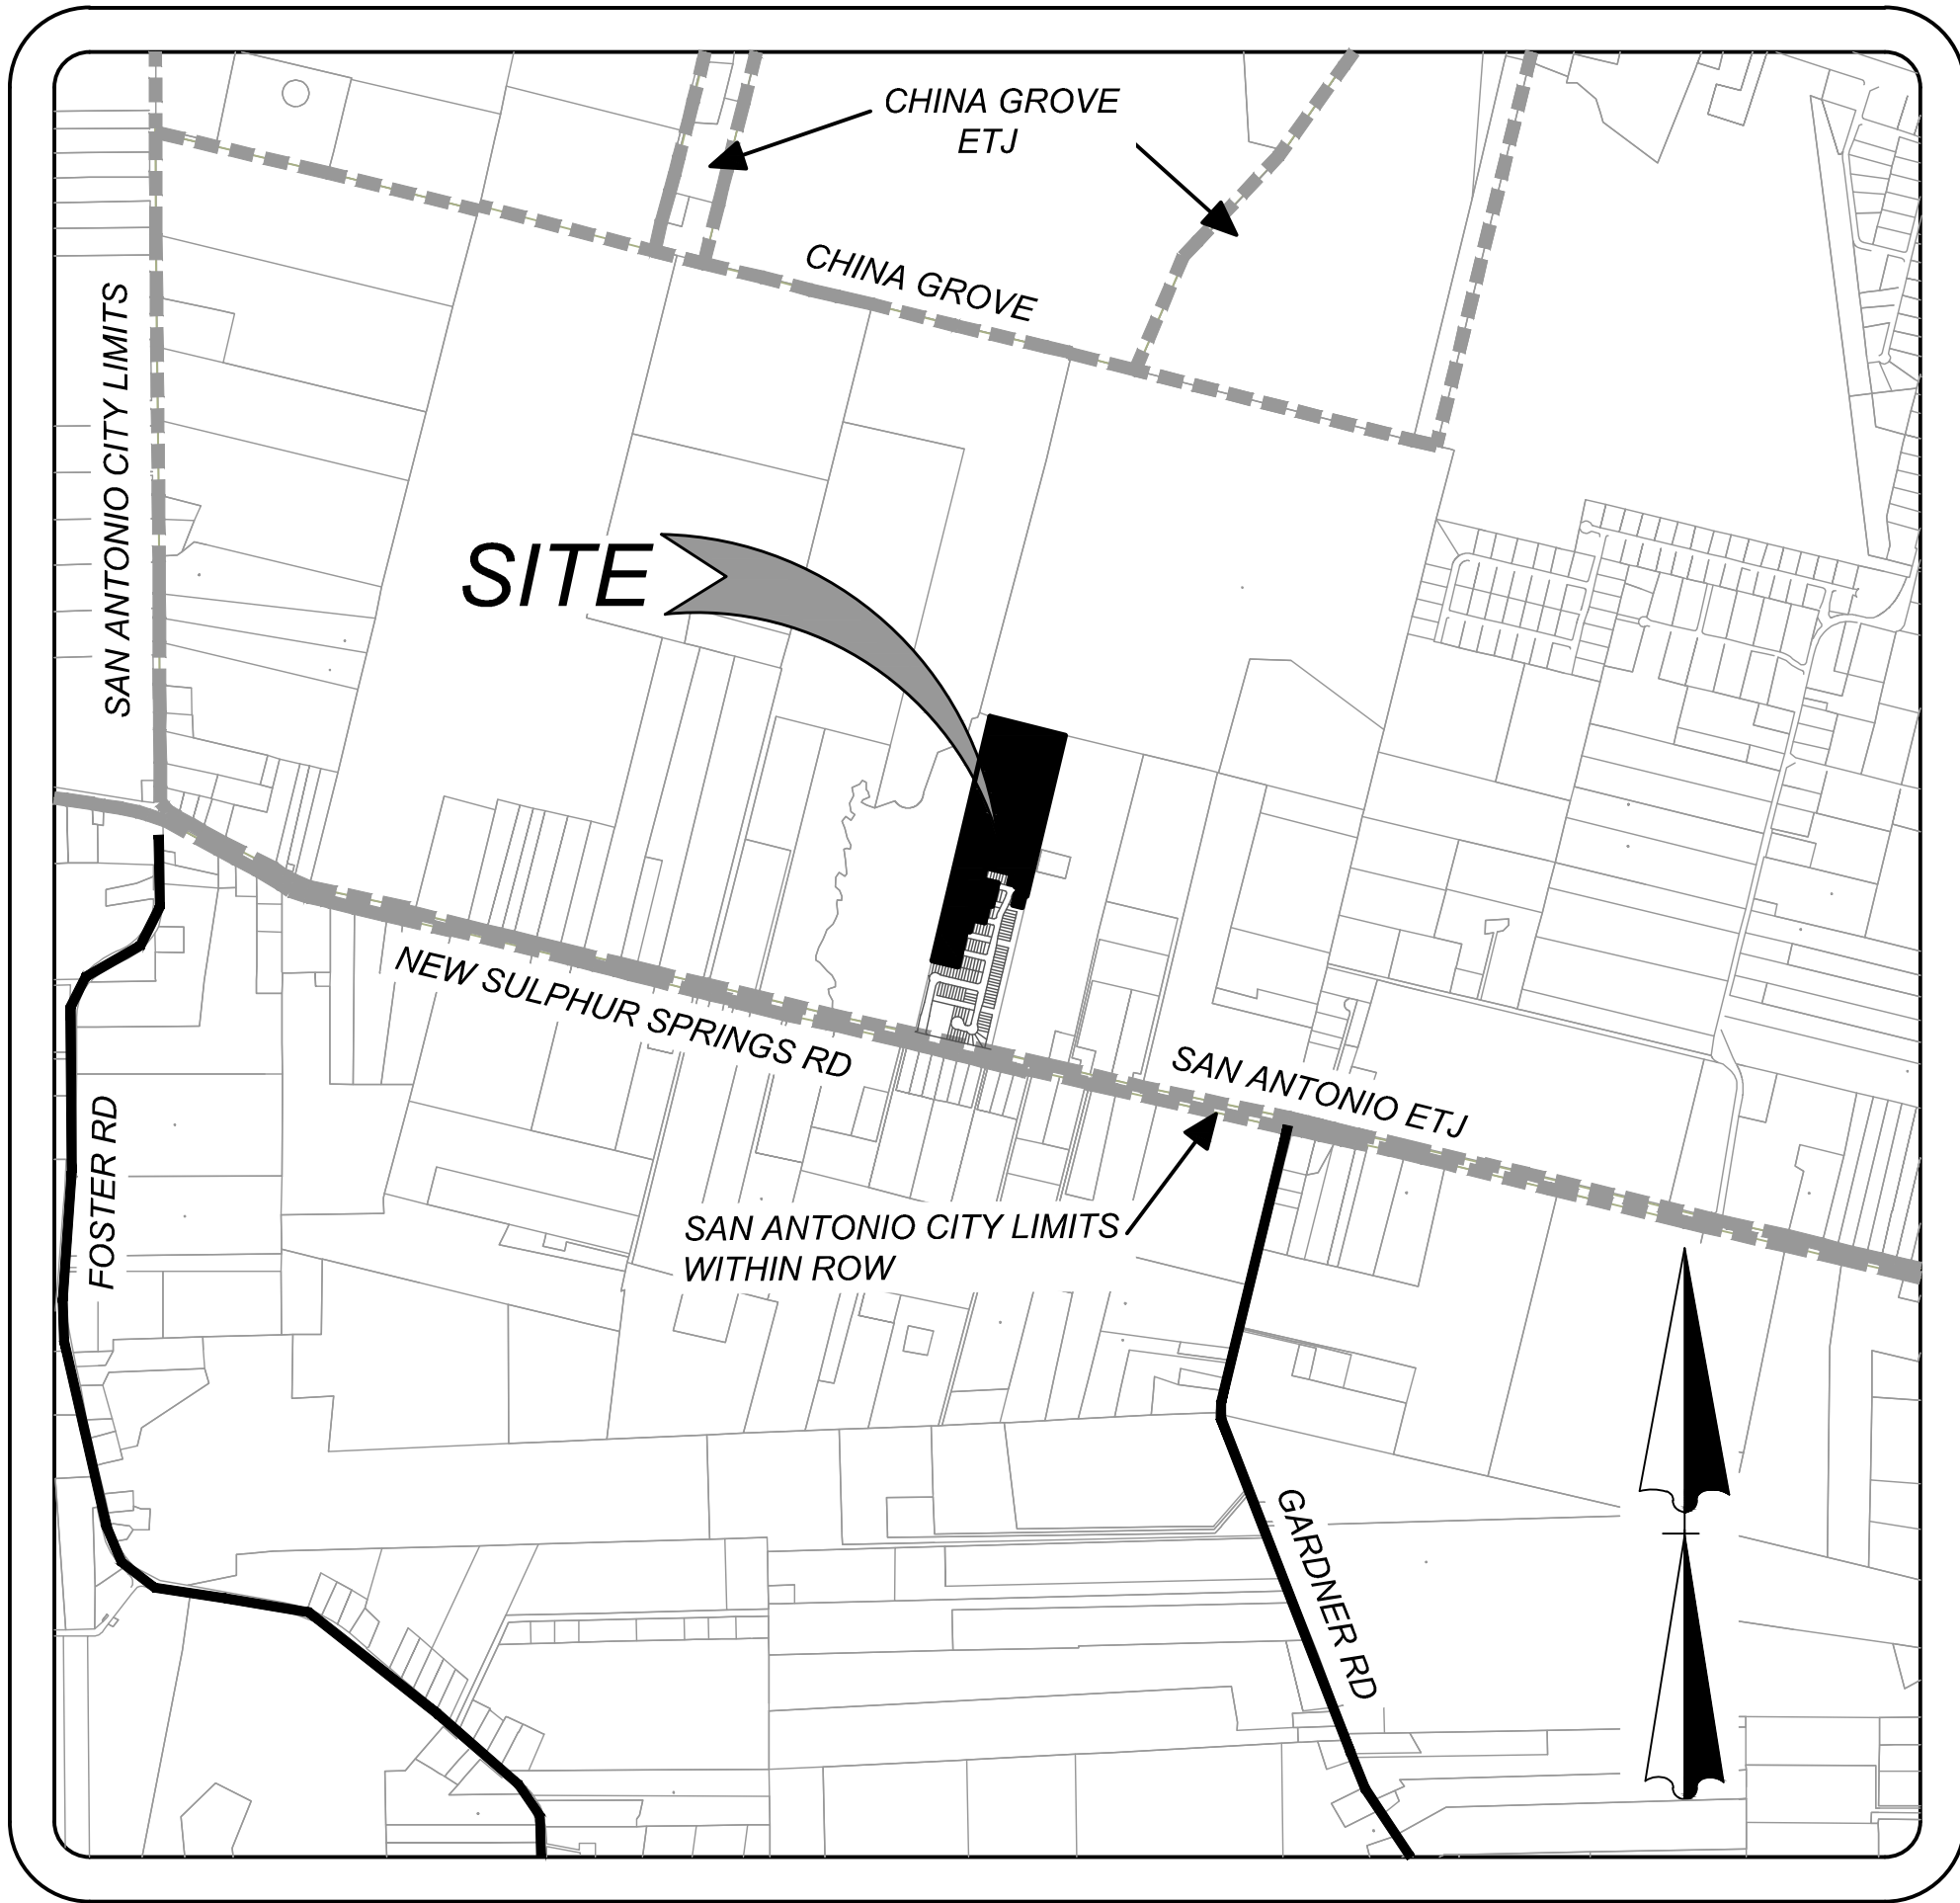 CHINA GROVE
ETJ
CHINA GROVE
SAN ANTONIO CITY LIMITS
SITE
NEW SULPHUR SPRINGS RD
SAN ANTONIO ETJ
FOSTER RD
SAN ANTONIO CITY LIMITS
WITHIN ROW
GARDNER RD